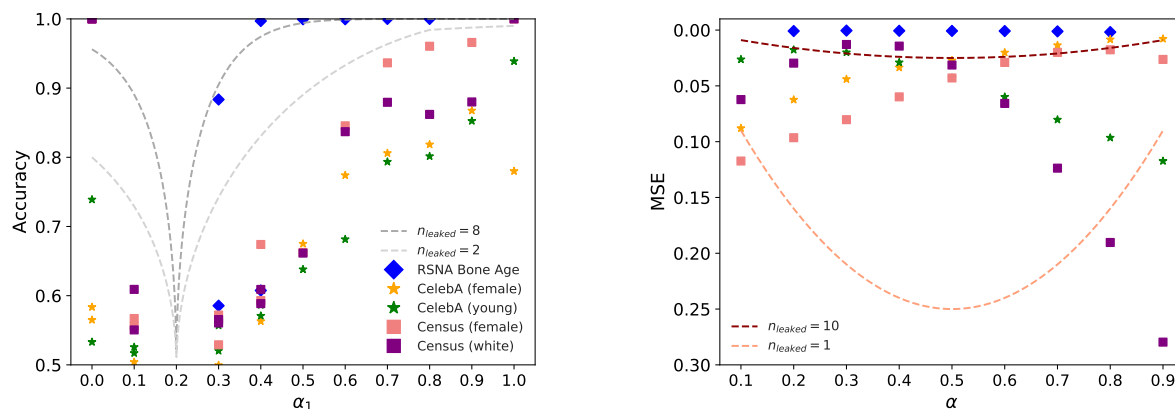 1.0
0.9
0.8
0.7
0.6
0.5
Accuracy
0.0 0.1 0.2 0.3 0.4 0.5 0.6 0.7 0.8 0.9 1.0
α₁
n_leaked = 8
n_leaked = 2
RSNA Bone Age
CelebA (female)
CelebA (young)
Census (female)
Census (white)
0.00
0.05
0.10
0.15
0.20
0.25
0.30
MSE
0.1 0.2 0.3 0.4 0.5 0.6 0.7 0.8 0.9
α
n_leaked = 10
n_leaked = 1